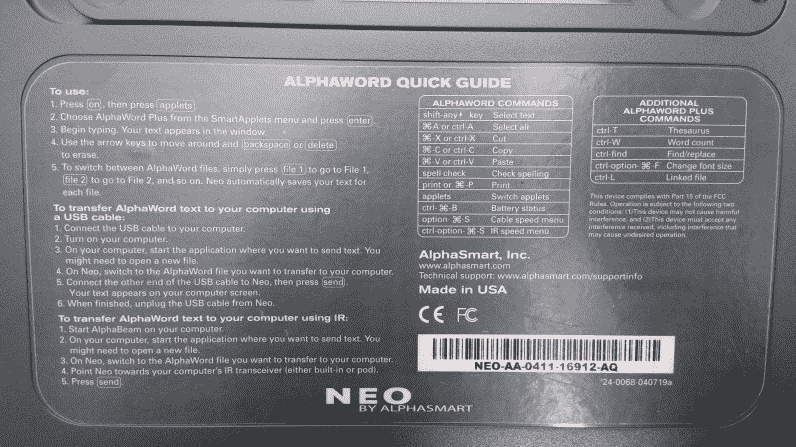 ALPHAWORD QUICK GUIDE
To use:
1. Press on, then press applets.
2. Choose AlphaWord Plus from the SmartApplets menu and press enter.
3. Begin typing. Your text appears in the window.
4. Use the arrow keys to move around and backspace or delete
to erase.
5. To switch between AlphaWord files, simply press file 1 to go to File 1,
file 2 to go to File 2, and so on. Neo automatically saves your text for
each file.
To transfer AlphaWord text to your computer using
a USB cable:
1. Connect the USB cable to your computer.
2. Turn on your computer.
3. On your computer, start the application where you want to send text. You
might need to open a new file.
4. On Neo, switch to the AlphaWord file you want to transfer to your computer.
5. Connect the other end of the USB cable to Neo, then press send.
Your text appears on your computer screen.
6. When finished, unplug the USB cable from Neo.
To transfer AlphaWord text to your computer using IR:
1. Start AlphaBeam on your computer.
2. On your computer, start the application where you want to send text. You
might need to open a new file.
3. On Neo, switch to the AlphaWord file you want to transfer to your computer.
4. Point Neo towards your computer's IR transceiver (either built-in or pod).
5. Press send.
ALPHAWORD COMMANDS
shift-any↑ key Select text
⌘-A or ctrl-A Select all
⌘-X or ctrl-X Cut
⌘-C or ctrl-C Copy
⌘-V or ctrl-V Paste
spell check Check spelling
print or ⌘-P Print
applets Switch applets
ctrl-⌘-B Battery status
option-⌘-S Cable speed menu
ctrl-option-⌘-S IR speed menu
ADDITIONAL
ALPHAWORD PLUS
COMMANDS
ctrl-T Thesaurus
ctrl-W Word count
ctrl-find Find/replace
ctrl-option-⌘-F Change font size
ctrl-L Linked file
This device complies with Part 15 of the FCC
Rules. Operation is subject to the following two
conditions: (1)This device may not cause harmful
interference, and (2)This device must accept any
interference received, including interference that
may cause undesired operation.
AlphaSmart, Inc.
www.alphasmart.com
Technical support: www.alphasmart.com/supportinfo
Made in USA
CE FC
NEO-AA-0411-16912-AQ
*24-0068-040719a
NEO
BY ALPHASMART